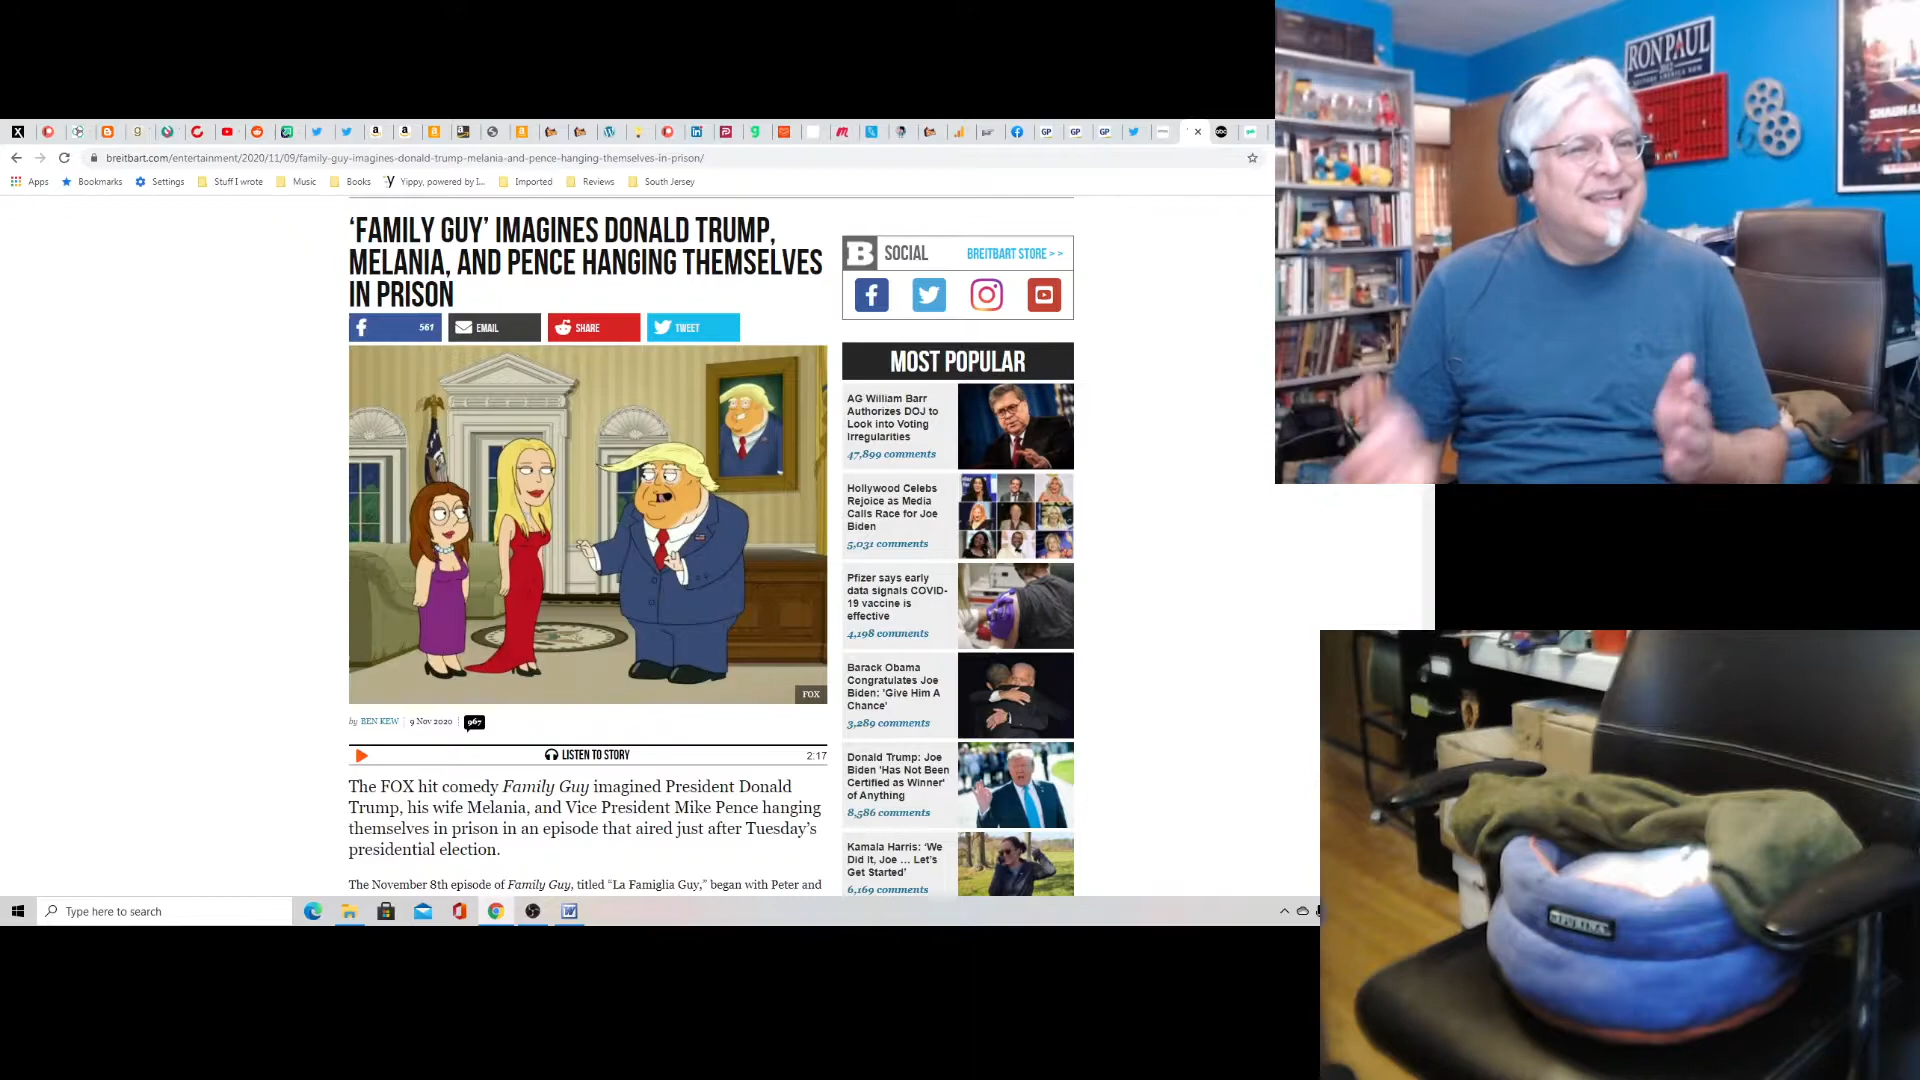 breitbart.com/entertainment/2020/11/09/family-guy-imagines-donald-trump-melania-and-pence-hanging-themselves-in-prison/
Apps
Bookmarks
Settings
Stuff I wrote
Music
Books
Yippy, powered by I...
Imported
Reviews
South Jersey
‘FAMILY GUY’ IMAGINES DONALD TRUMP,
MELANIA, AND PENCE HANGING THEMSELVES
IN PRISON
561
EMAIL
SHARE
TWEET
FOX
by BEN KEW
9 Nov 2020
967
LISTEN TO STORY
2:17
The FOX hit comedy Family Guy imagined President Donald
Trump, his wife Melania, and Vice President Mike Pence hanging
themselves in prison in an episode that aired just after Tuesday’s
presidential election.
The November 8th episode of Family Guy, titled “La Famiglia Guy,” began with Peter and
B SOCIAL
BREITBART STORE > >
MOST POPULAR
AG William Barr
Authorizes DOJ to
Look into Voting
Irregularities
47,899 comments
Hollywood Celebs
Rejoice as Media
Calls Race for Joe
Biden
5,031 comments
Pfizer says early
data signals COVID-
19 vaccine is
effective
4,198 comments
Barack Obama
Congratulates Joe
Biden: 'Give Him A
Chance'
3,289 comments
Donald Trump: Joe
Biden 'Has Not Been
Certified as Winner'
of Anything
8,586 comments
Kamala Harris: ‘We
Did It, Joe ... Let’s
Get Started’
6,169 comments
Type here to search
RON PAUL